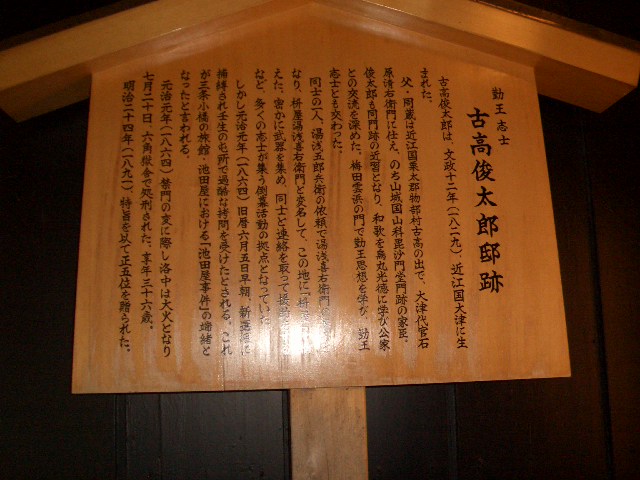 勤王志士
古高俊太郎邸跡
古高俊太郎は、文政十二年(一八二九)、近江国大津に生
まれた。
父・周蔵は近江国栗太郡物部村古高の出で、大津代官石
原清右衛門に仕え、のち山城国山科毘沙門堂門跡の家臣。
俊太郎も同門跡の近習となり、和歌を烏丸光徳に学び公家
との交流を深めた。梅田雲浜の門で勤王思想を学び、勤王
志士とも交わった。
同士の一人、湯浅五郎兵衛の依頼で湯浅喜右衛門
なり、枡屋湯浅喜右衛門と変名して、この地に枡
えた。密かに武器を集め、同士と連絡を取って
など、多くの志士が集う倒幕活動の拠点となっていた
しかし元治元年(一八六四)旧暦六月五日早朝、新選組に
捕縛され壬生の屯所で過酷な拷問を受けたとされる。これ
が三条小橋の旅館・池田屋における「池田屋事件」の端緒と
なったと言われる。
元治元年(一八六四)禁門の変に際し洛中は大火となり
七月二十日、六角獄舎で処刑された。享年三十六歳。
明治二十四年(一八九一)、特旨を以て正五位を贈られた。